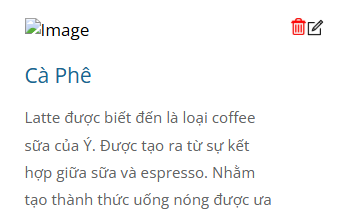 Image
Cà Phê
Latte được biết đến là loại coffee
sữa của Ý. Được tạo ra từ sự kết
hợp giữa sữa và espresso. Nhằm
tạo thành thức uống nóng được ưa